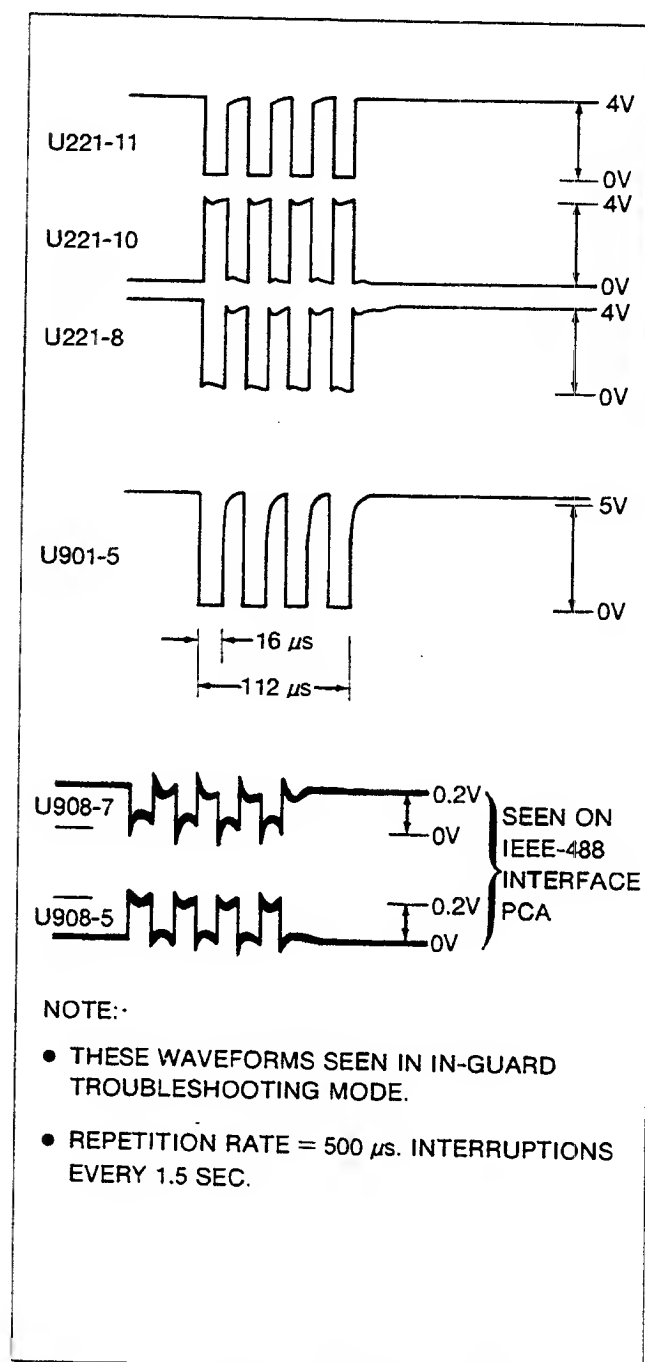 U221-11
4V
0V
U221-10
4V
0V
U221-8
4V
0V
U901-5
5V
0V
16 µs
112 µs
U908-7
0.2V
0V
U908-5
0.2V
0V
SEEN ON
IEEE-488
INTERFACE
PCA
NOTE:
● THESE WAVEFORMS SEEN IN IN-GUARD
TROUBLESHOOTING MODE.
● REPETITION RATE = 500 µs. INTERRUPTIONS
EVERY 1.5 SEC.